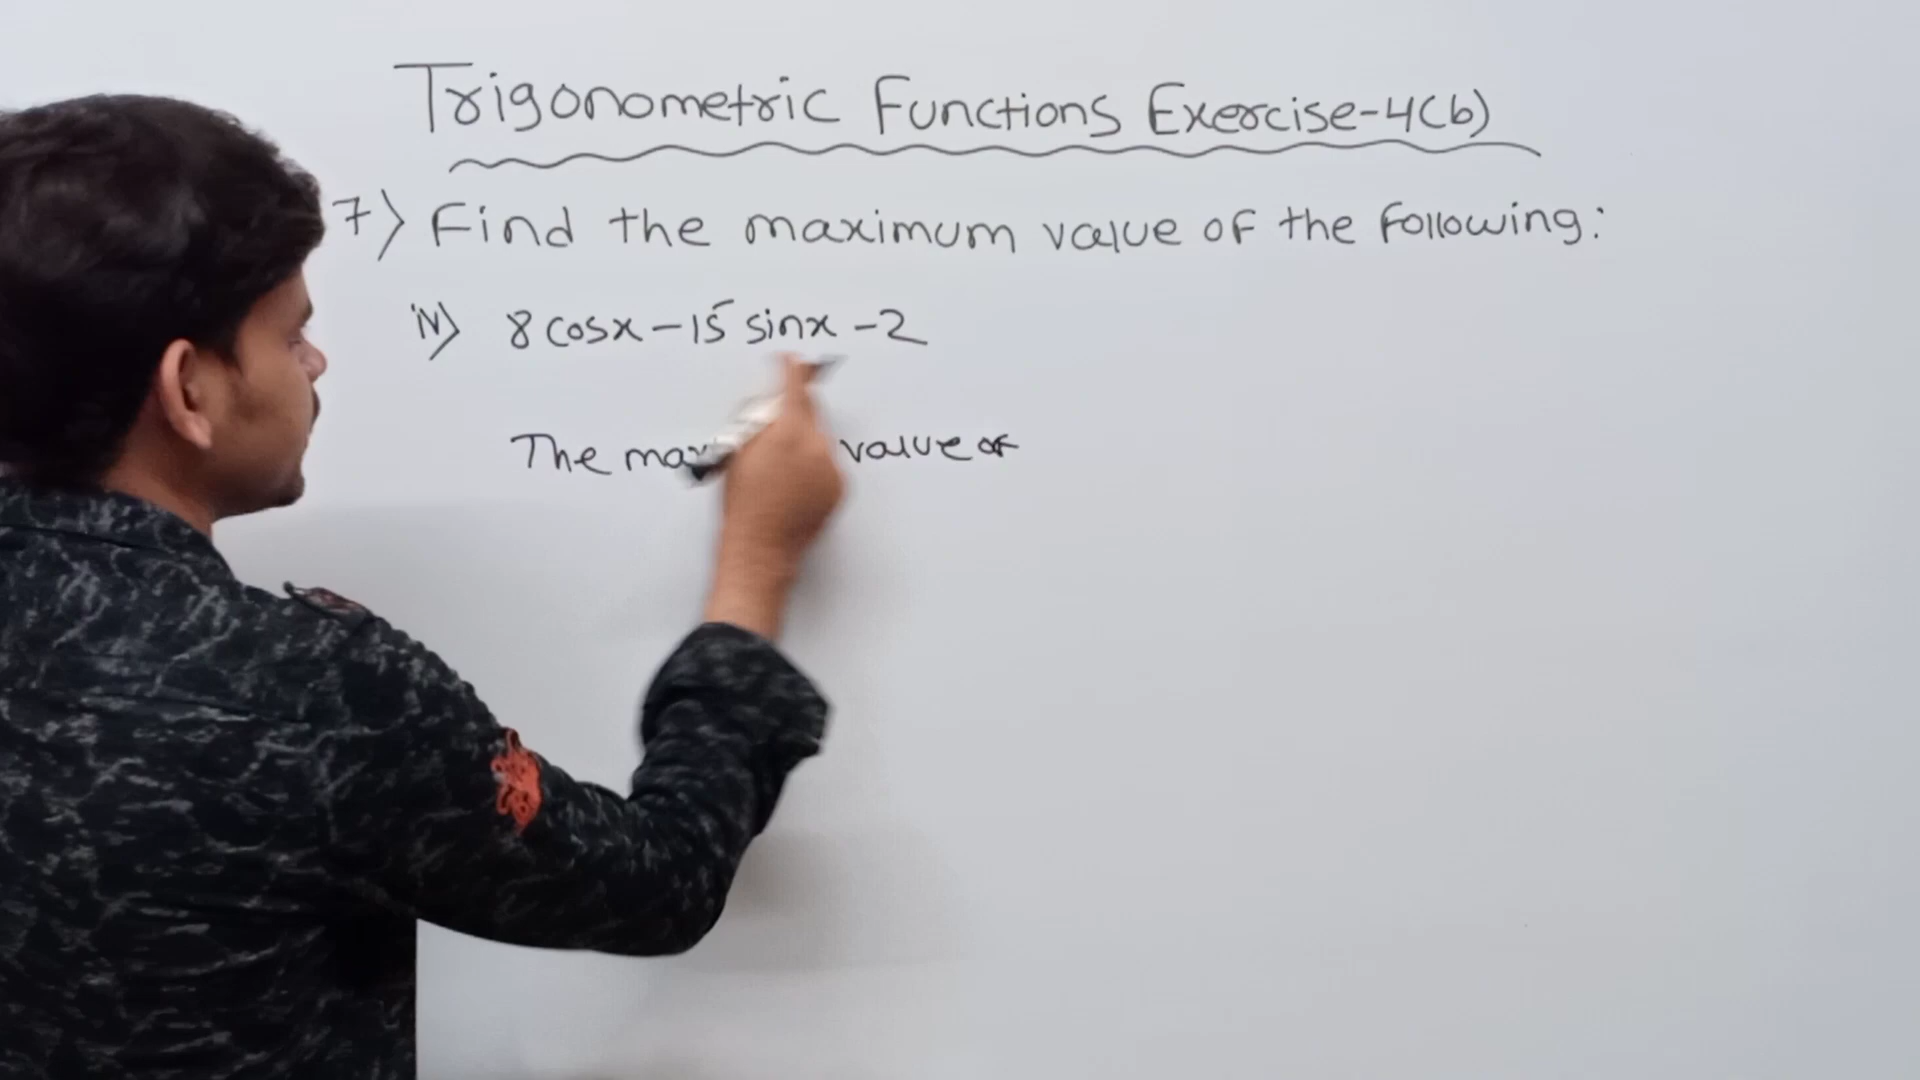 Trigonometric Functions Exercise-4(b)
7) Find the maximum value of the following:
iv) 8 cosx - 15 sinx - 2
The value of